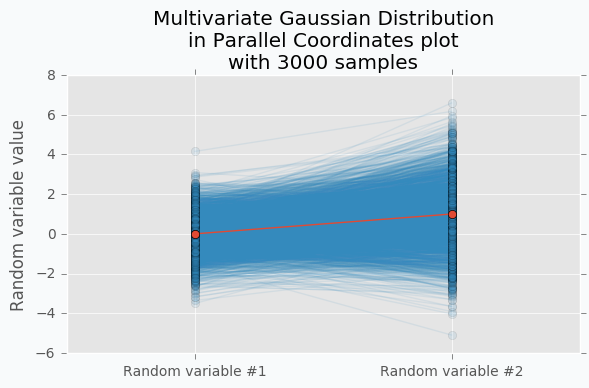 Multivariate Gaussian Distribution
in Parallel Coordinates plot
with 3000 samples
8
6
4
2
0
−2
−4
−6
Random variable value
Random variable #1
Random variable #2